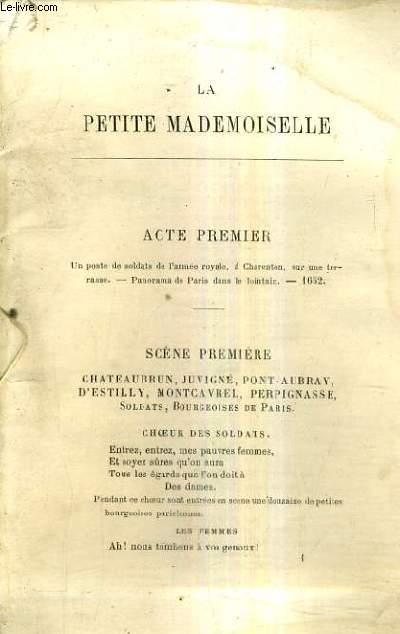 Le-livre.com
LA
PETITE MADEMOISELLE
ACTE PREMIER
Un poste de soldats de l'armée royale, à Charenton, sur une ter-
rasse. — Panorama de Paris dans le lointain. — 1652.
SCÈNE PREMIÈRE
CHATEAUBRUN, JUVIGNÉ, PONT-AUBRAY,
D'ESTILLY, MONTCAVREL, PERPIGNASSE,
SOLDATS, BOURGEOISES DE PARIS.
CHŒUR DES SOLDATS.
Entrez, entrez, mes pauvres femmes,
Et soyez sûres qu'on aura
Tous les égards que l'on doit à
Des dames.
Pendant ce chœur sont entrées en scène une douzaine de petites
bourgeoises parisiennes.
LES FEMMES
Ah! nous tombons à vos genoux!
1